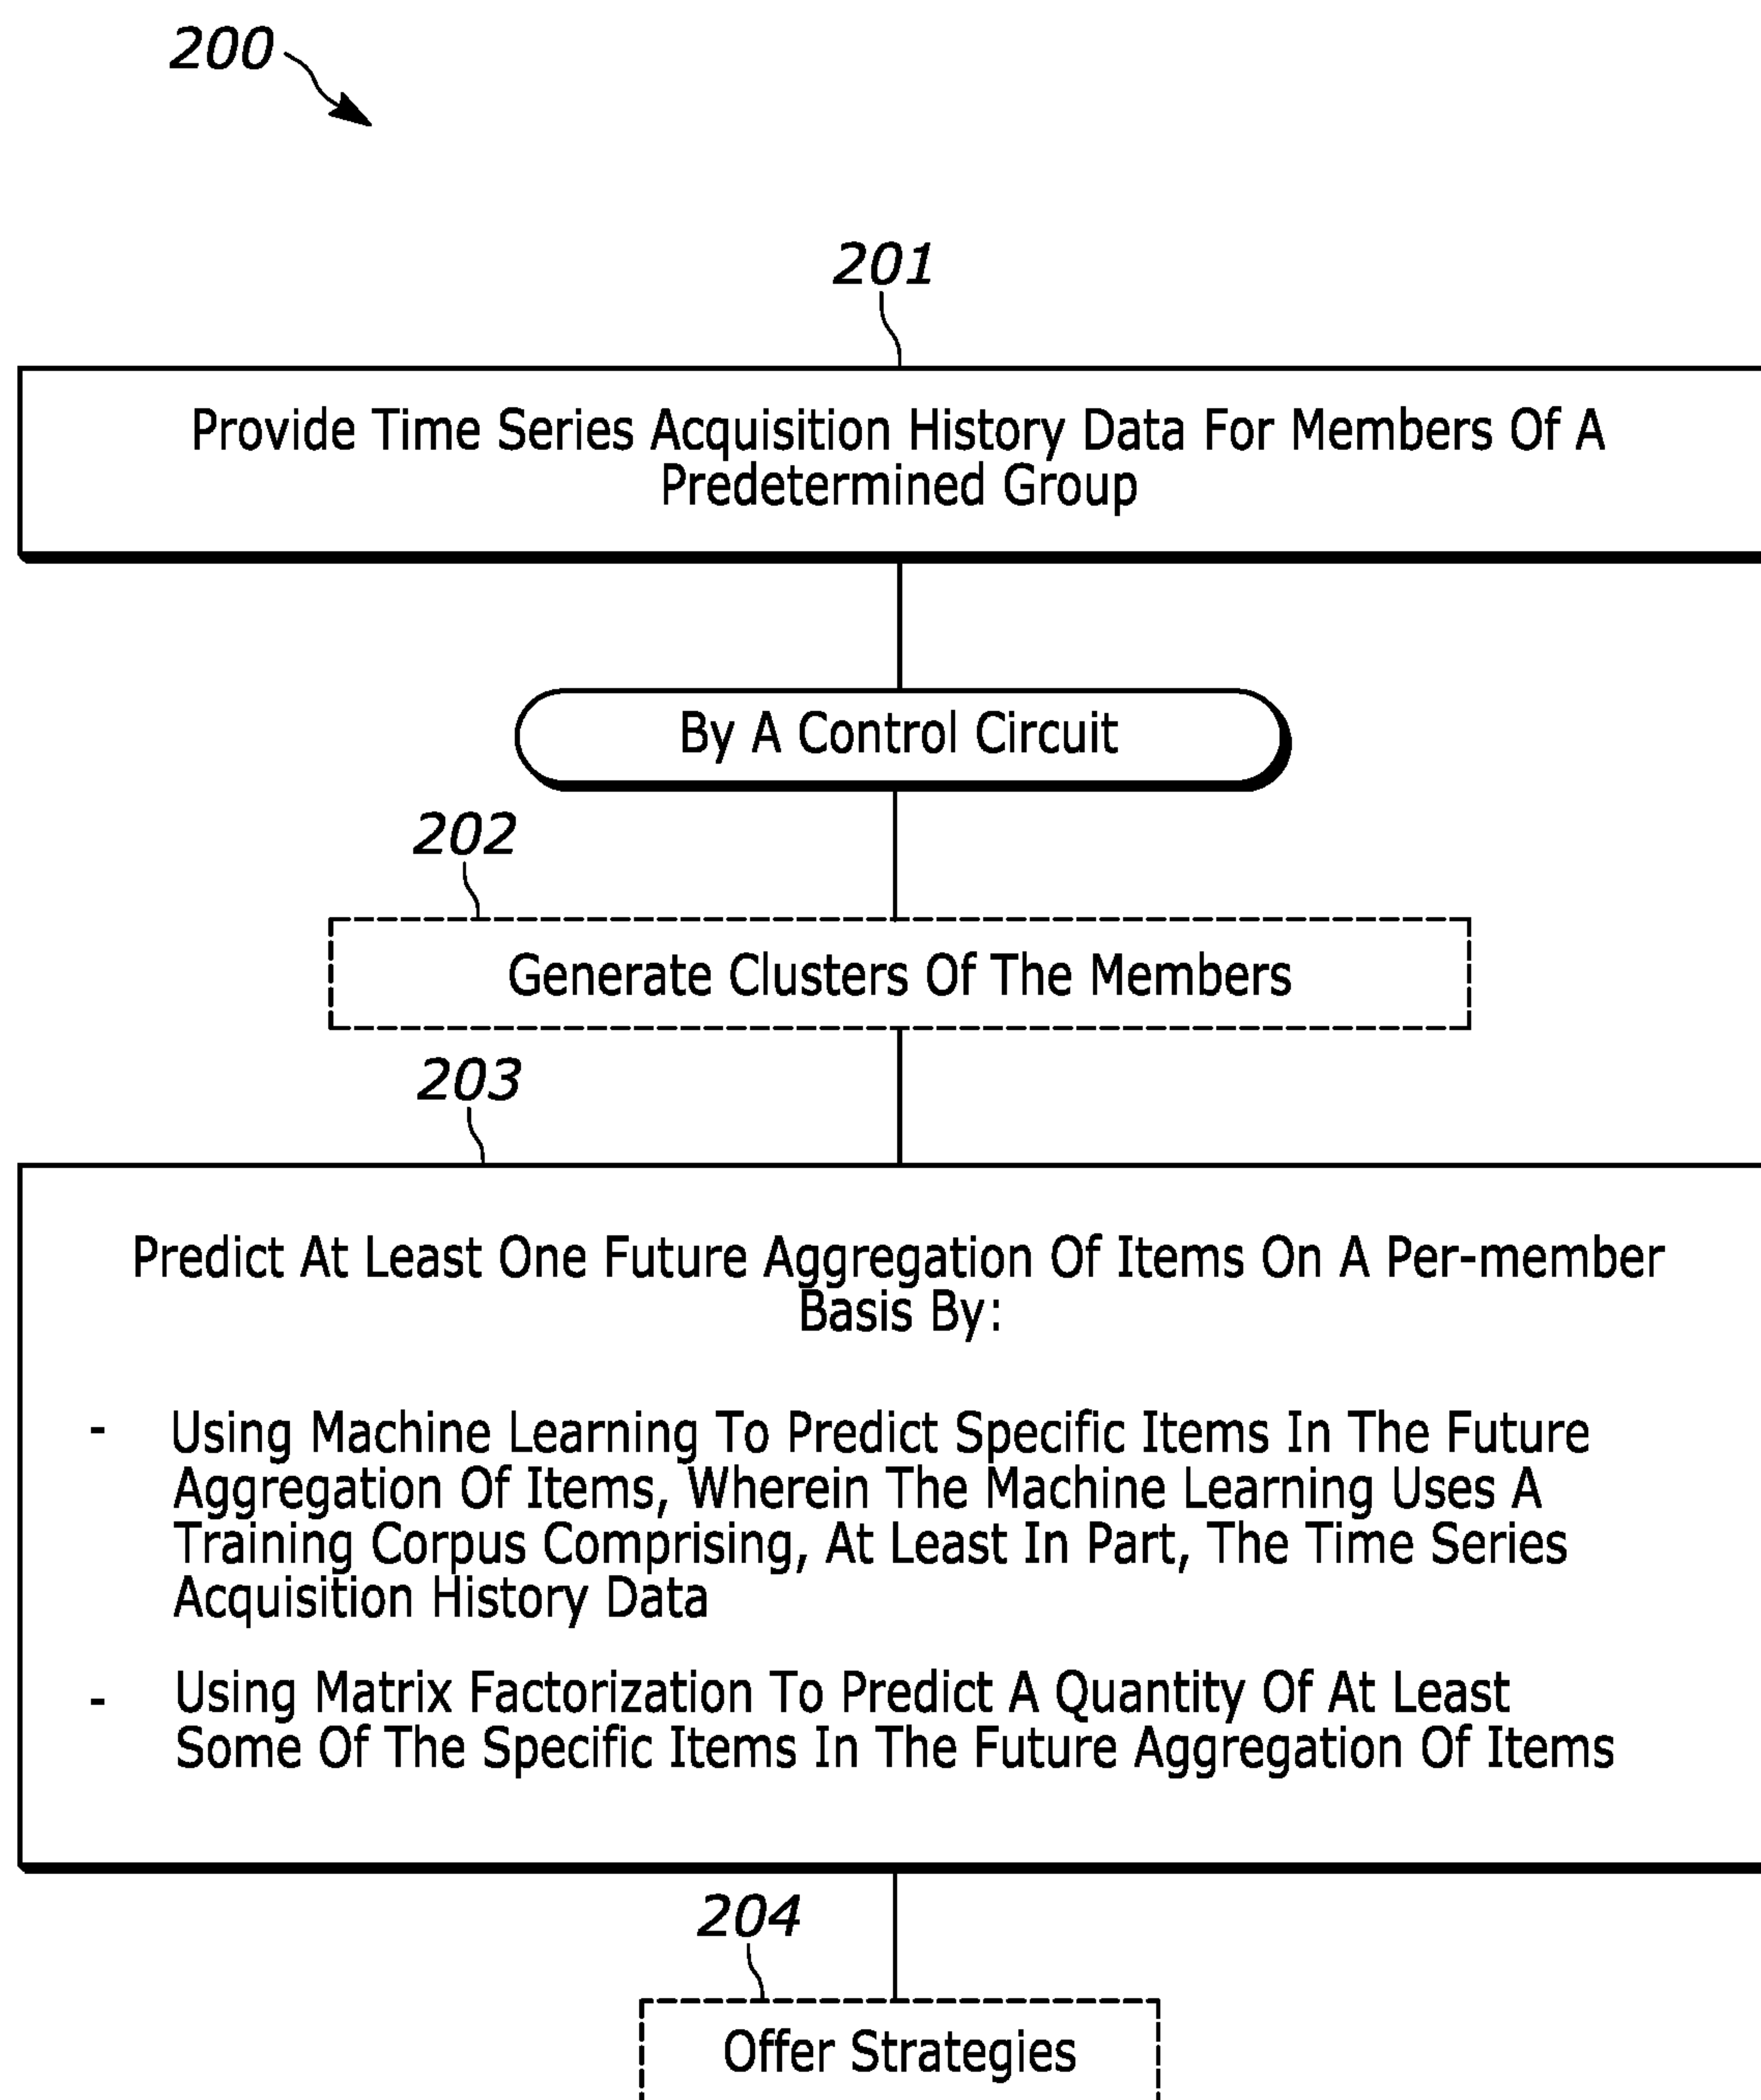 200
201
Provide Time Series Acquisition History Data For Members Of A
Predetermined Group
By A Control Circuit
202
Generate Clusters Of The Members
203
Predict At Least One Future Aggregation Of Items On A Per-member
Basis By:
- Using Machine Learning To Predict Specific Items In The Future
Aggregation Of Items, Wherein The Machine Learning Uses A
Training Corpus Comprising, At Least In Part, The Time Series
Acquisition History Data
- Using Matrix Factorization To Predict A Quantity Of At Least
Some Of The Specific Items In The Future Aggregation Of Items
204
Offer Strategies